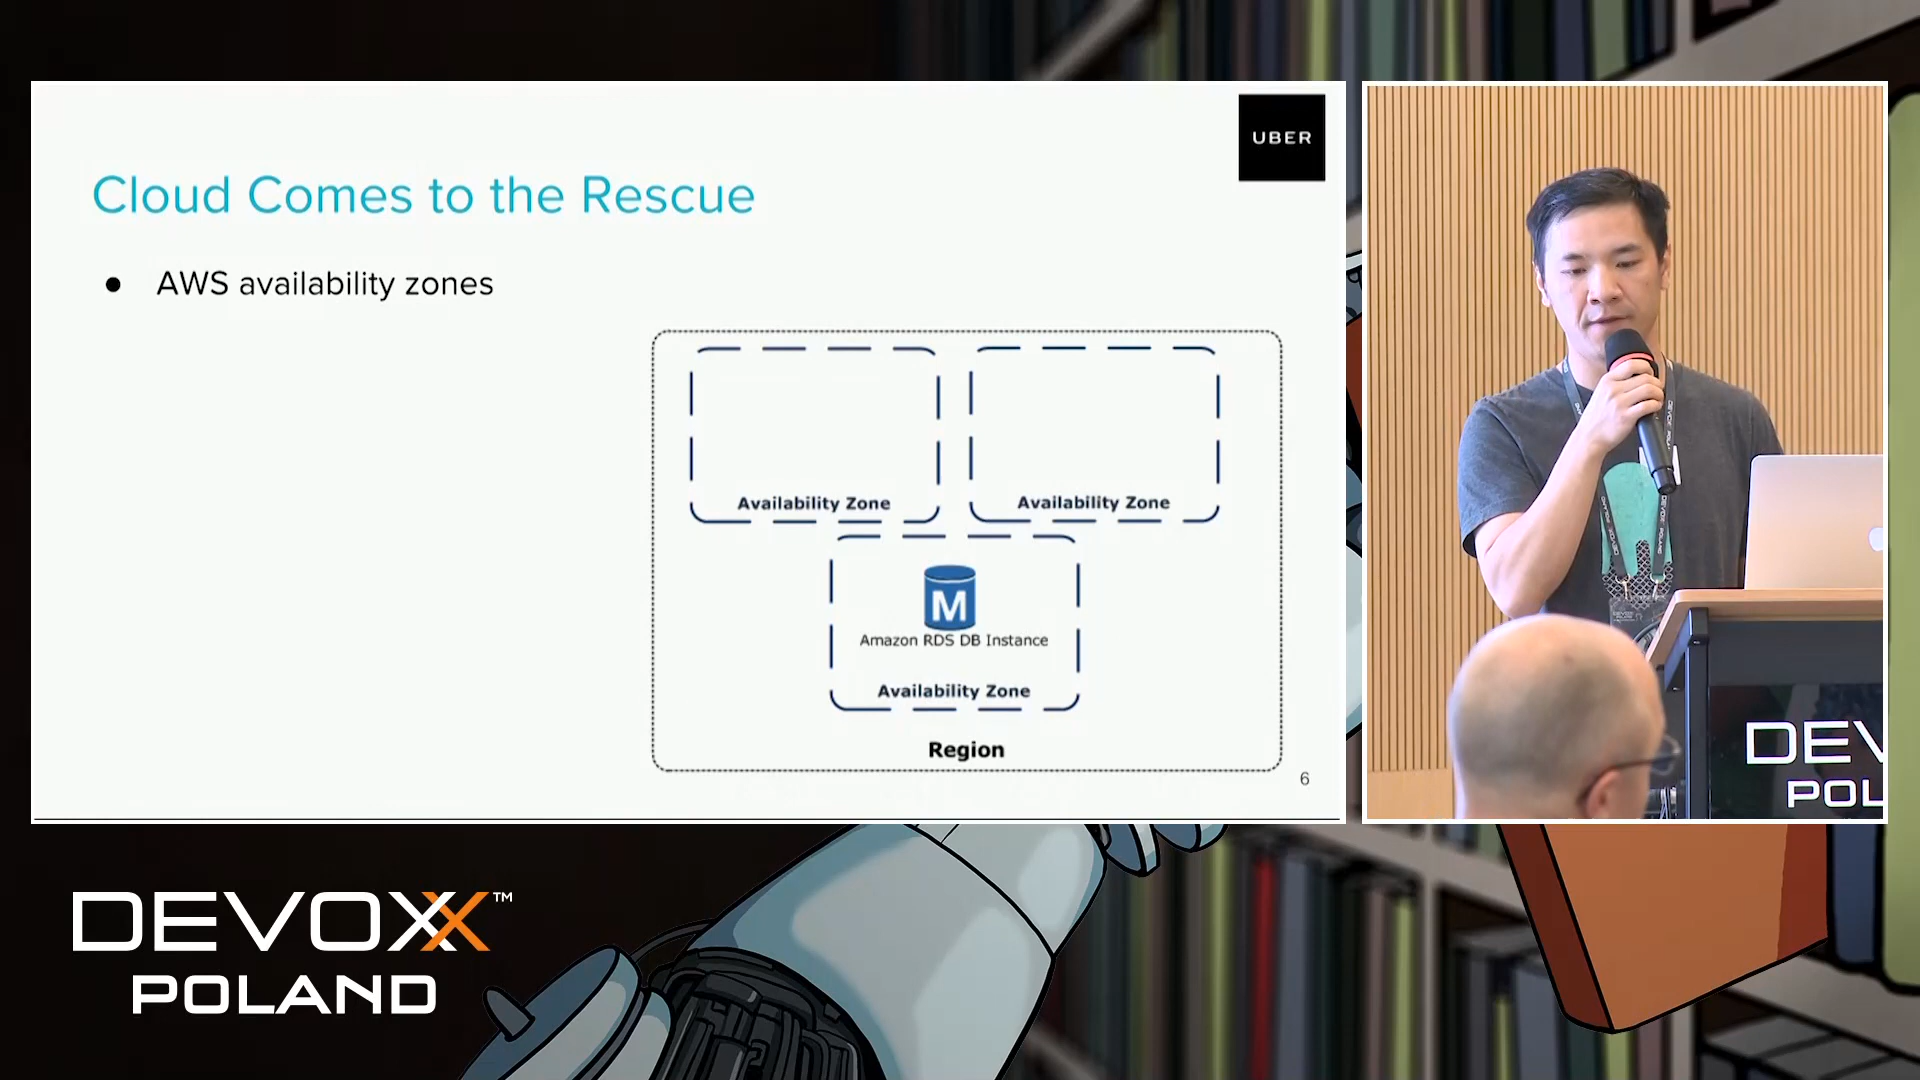 UBER
Cloud Comes to the Rescue
● AWS availability zones
Availability Zone
Availability Zone
M
Amazon RDS DB Instance
Availability Zone
Region
6
DEV
POL
DEVOXX™
POLAND